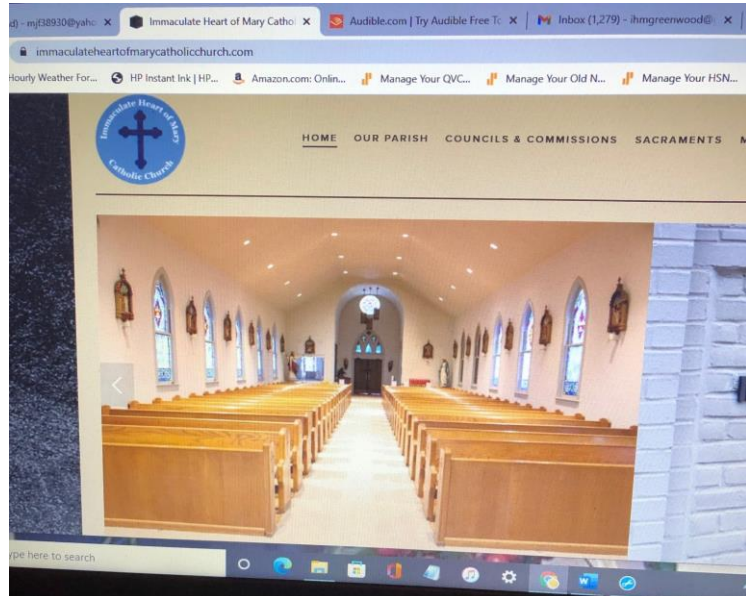 d) - mjf38930@yaho
Immaculate Heart of Mary Cathol
Audible.com | Try Audible Free To
Inbox (1,279) - ihmgreenwood@
immaculateheartofmarycatholicchurch.com
Hourly Weather For...
HP Instant Ink | HP...
Amazon.com: Onlin...
Manage Your QVC...
Manage Your Old N...
Manage Your HSN...
Immaculate Heart of Mary
Catholic Church
HOME OUR PARISH COUNCILS & COMMISSIONS SACRAMENTS M
ype here to search